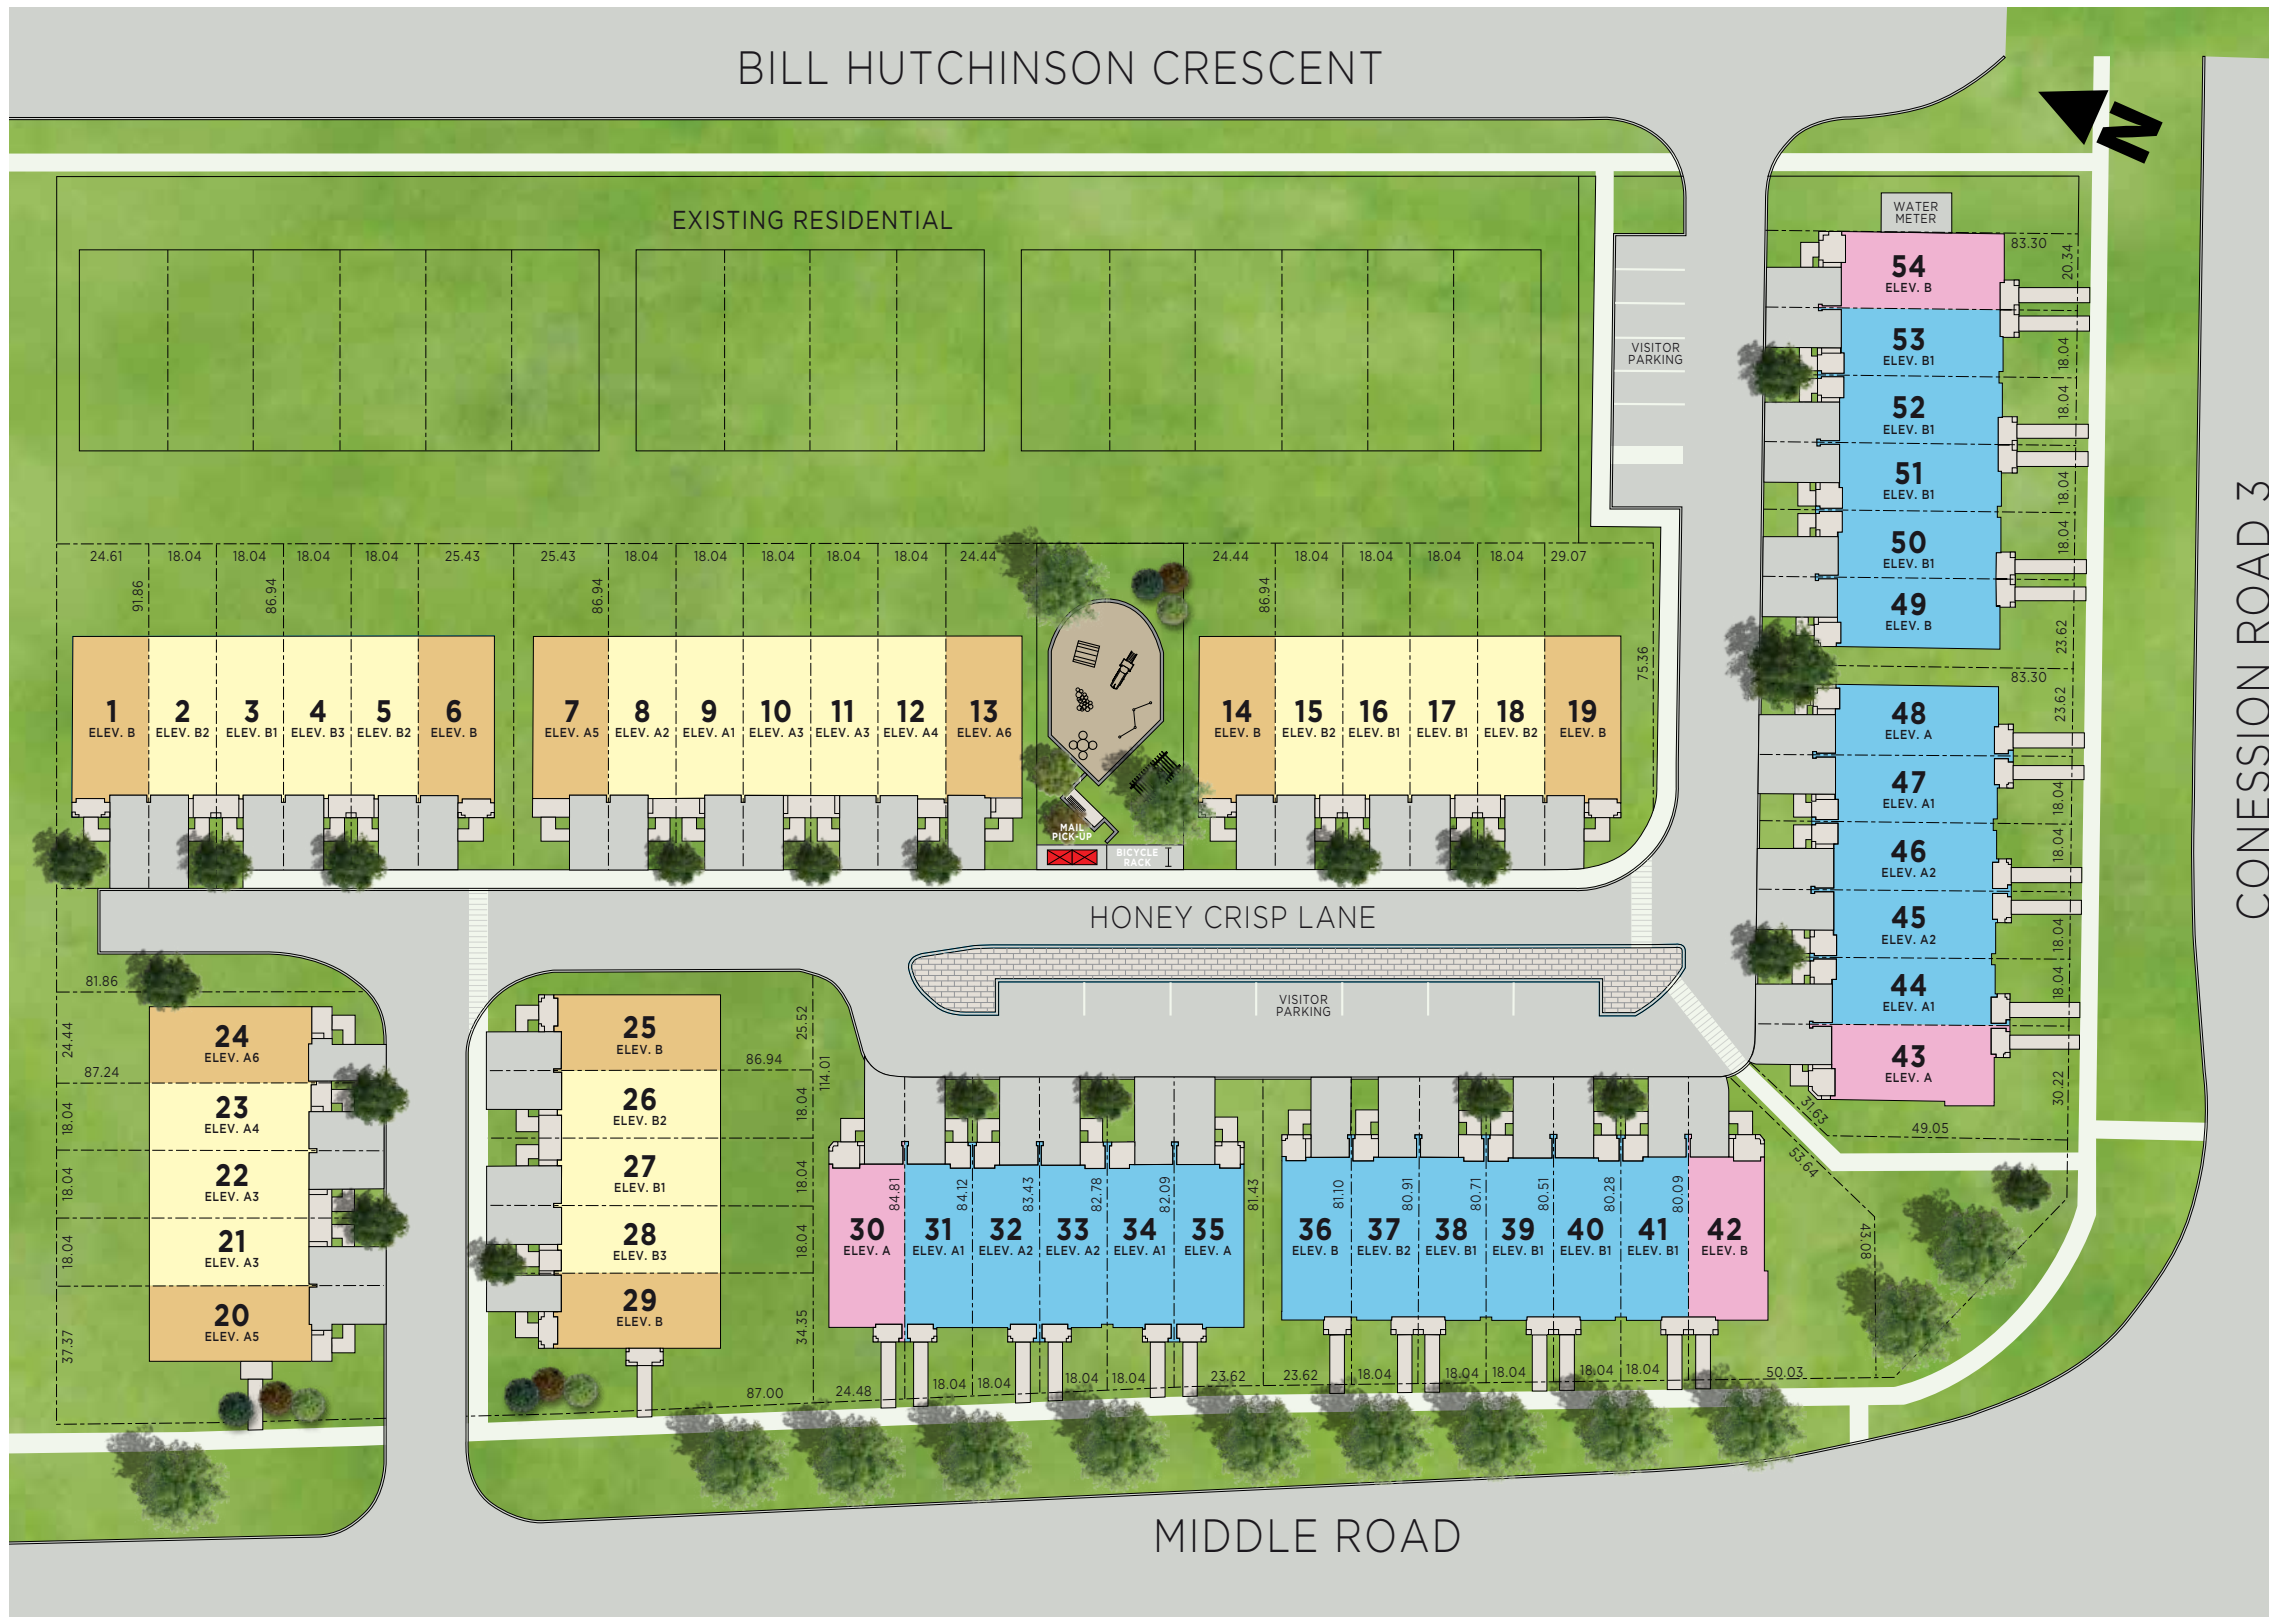 BILL HUTCHINSON CRESCENT
N
EXISTING RESIDENTIAL
WATER
METER
VISITOR
PARKING
CONESSION ROAD 3
83.30
20.34
54
ELEV. B
53
ELEV. B1
18.04
52
ELEV. B1
18.04
51
ELEV. B1
18.04
50
ELEV. B1
18.04
49
ELEV. B
23.62
83.30
48
ELEV. A
23.62
47
ELEV. A1
18.04
46
ELEV. A2
18.04
45
ELEV. A2
18.04
44
ELEV. A1
18.04
43
ELEV. A
30.22
31.63
49.05
53.64
43.08
24.61 18.04 18.04 18.04 18.04 25.43 25.43 18.04 18.04 18.04 18.04 18.04 24.44 24.44 18.04 18.04 18.04 18.04 29.07
91.86 86.94 86.94 86.94
75.36
1 2 3 4 5 6 7 8 9 10 11 12 13 14 15 16 17 18 19
ELEV. B ELEV. B2 ELEV. B1 ELEV. B3 ELEV. B2 ELEV. B ELEV. A5 ELEV. A2 ELEV. A1 ELEV. A3 ELEV. A3 ELEV. A4 ELEV. A6 ELEV. B ELEV. B2 ELEV. B1 ELEV. B1 ELEV. B2 ELEV. B
MAIL
PICK-UP
BICYCLE
RACK
HONEY CRISP LANE
VISITOR
PARKING
81.86
24.44
24
ELEV. A6
87.24
23
ELEV. A4
18.04
22
ELEV. A3
18.04
21
ELEV. A3
18.04
20
ELEV. A5
37.37
25
ELEV. B
25.52
86.94
114.01
26
ELEV. B2
18.04
27
ELEV. B1
18.04
28
ELEV. B3
18.04
29
ELEV. B
34.35
87.00
84.81 84.12 83.43 82.78 82.09 81.43 81.10 80.91 80.71 80.51 80.28 80.09
30 31 32 33 34 35 36 37 38 39 40 41 42
ELEV. A ELEV. A1 ELEV. A2 ELEV. A2 ELEV. A1 ELEV. A ELEV. B ELEV. B2 ELEV. B1 ELEV. B1 ELEV. B1 ELEV. B1 ELEV. B
24.48 18.04 18.04 18.04 18.04 23.62 23.62 18.04 18.04 18.04 18.04 18.04 50.03
MIDDLE ROAD